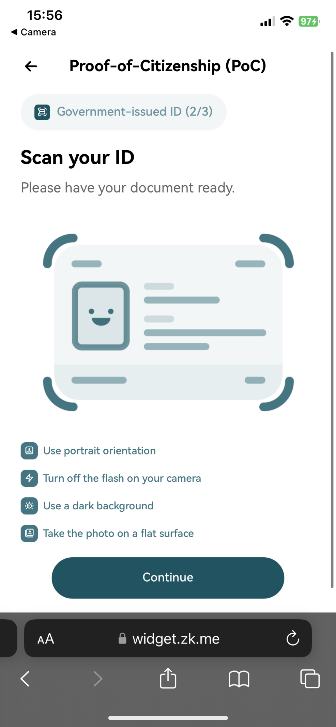 15:56
97
◀ Camera
Proof-of-Citizenship (PoC)
Government-issued ID (2/3)
Scan your ID
Please have your document ready.
Use portrait orientation
Turn off the flash on your camera
Use a dark background
Take the photo on a flat surface
Continue
AA
widget.zk.me